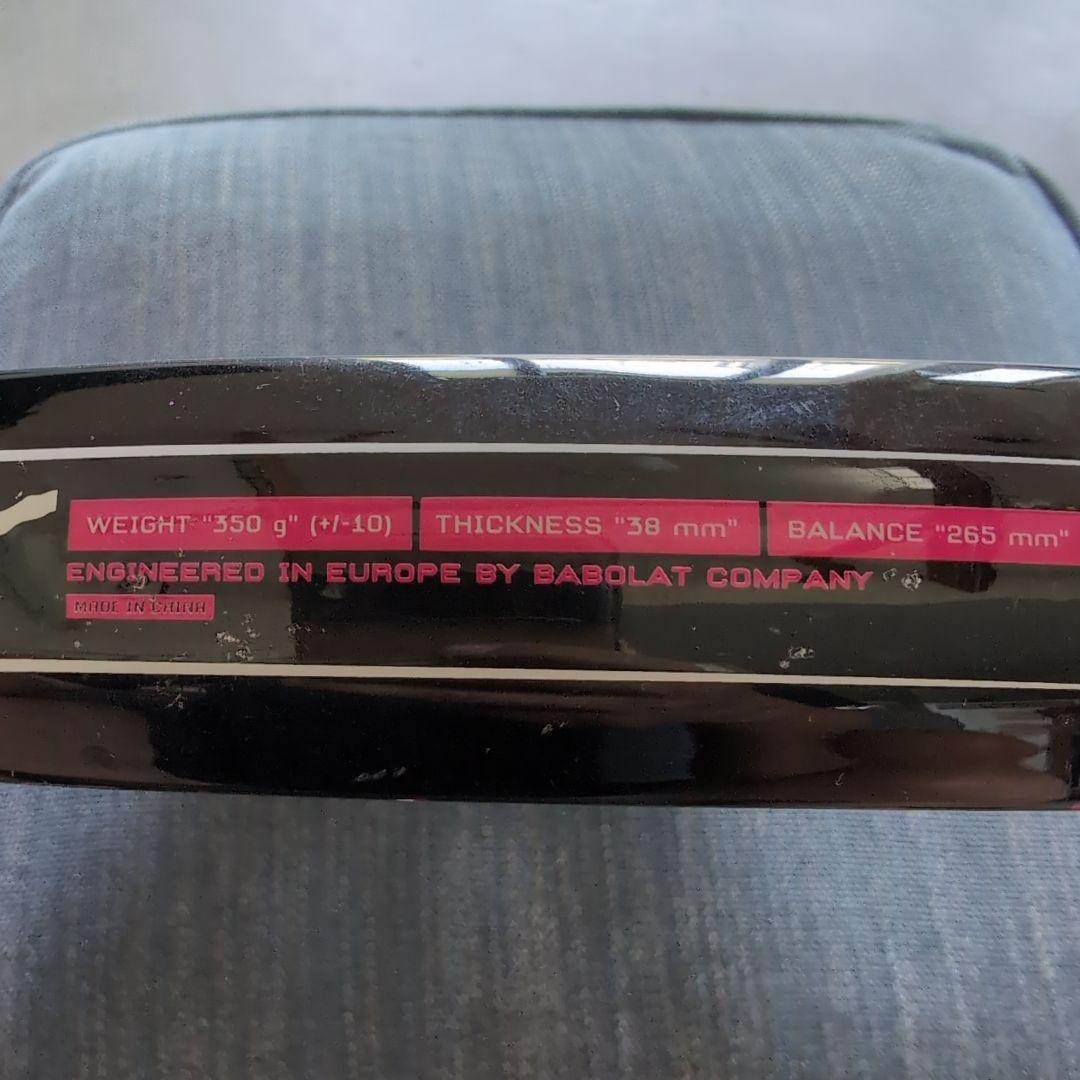 WEIGHT "350 g" (+/-10) THICKNESS "38 mm" BALANCE "265 mm"
ENGINEERED IN EUROPE BY BABOLAT COMPANY
MADE IN CHINA